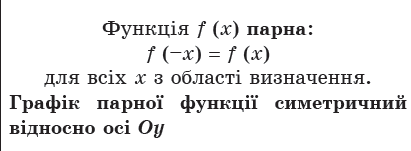 Функція f (x) парна:
f (−x) = f (x)
для всіх x з області визначення.
Графік парної функції симетричний
відносно осі Oy